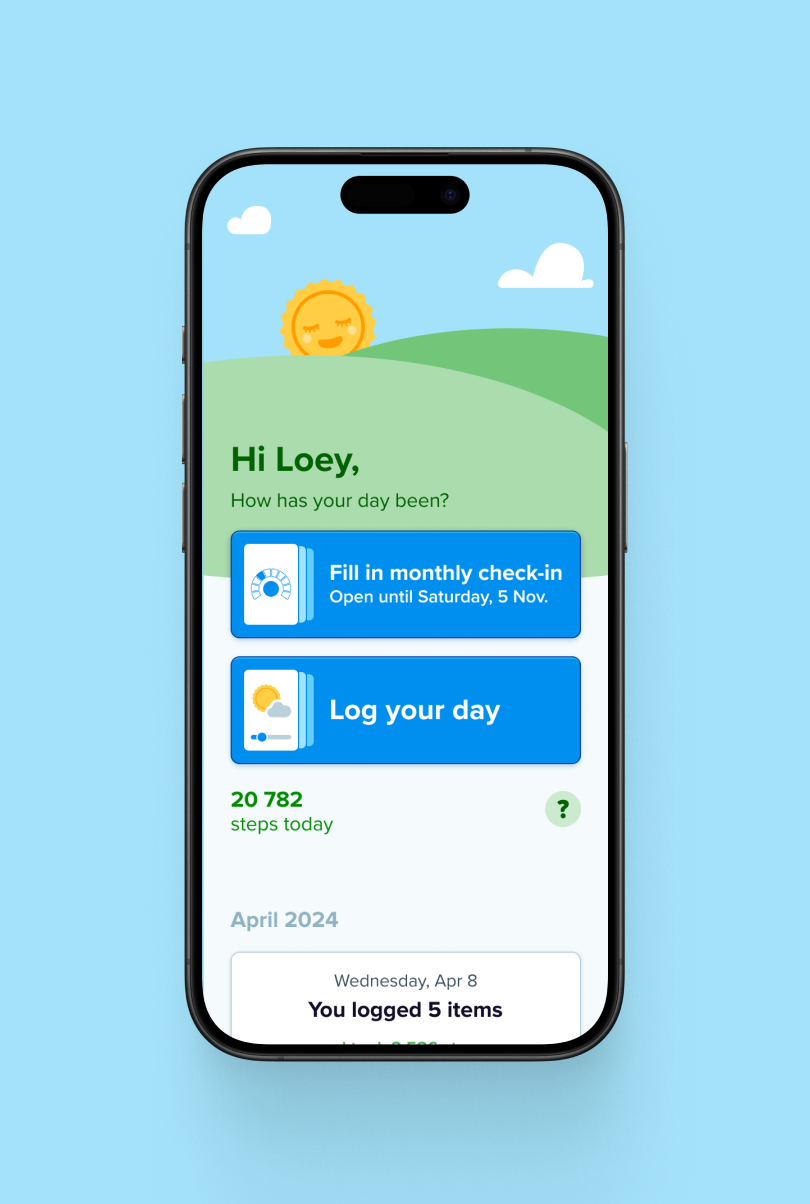 Hi Loey,
How has your day been?
Fill in monthly check-in
Open until Saturday, 5 Nov.
Log your day
20 782
steps today
?
April 2024
Wednesday, Apr 8
You logged 5 items